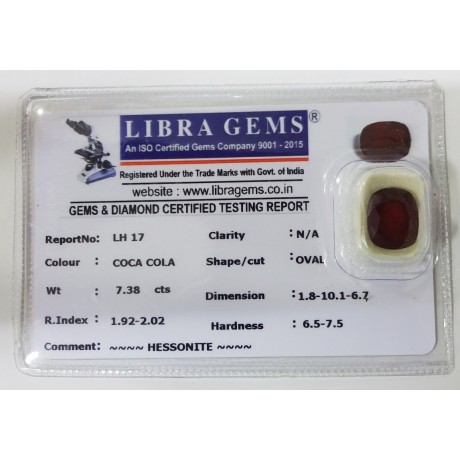 LIBRA GEMS®
An ISO Certified Gems Company 9001 - 2015
Registered Under the Trade Marks with Govt. of India
website : www.libragems.co.in
GEMS & DIAMOND CERTIFIED TESTING REPORT
ReportNo: LH 17 Clarity : N/A
Colour : COCA COLA Shape/cut : OVAL
Wt : 7.38 cts Dimension : 1.8-10.1-6.7
R.Index : 1.92-2.02 Hardness : 6.5-7.5
Comment: ~~~~ HESSONITE ~~~~